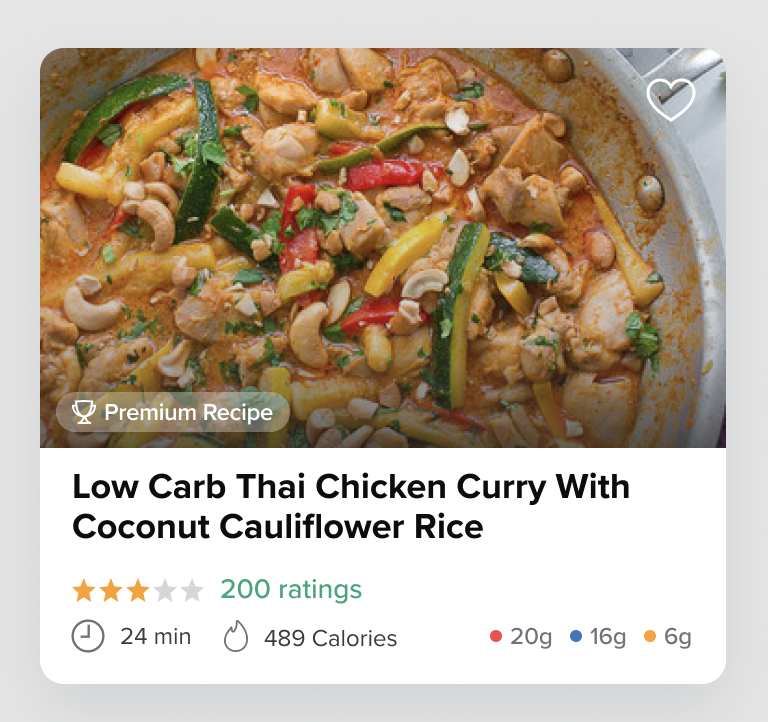 Premium Recipe
Low Carb Thai Chicken Curry With
Coconut Cauliflower Rice
200 ratings
24 min 489 Calories 20g 16g 6g